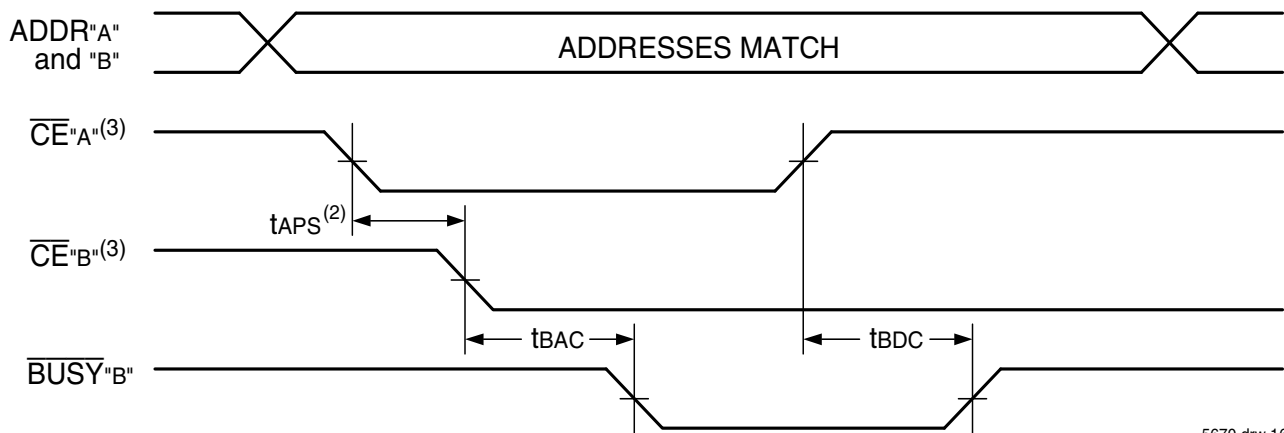 ADDR"A"
and "B"
ADDRESSES MATCH
CE"A"(3)
tAPS(2)
CE"B"(3)
tBAC
tBDC
BUSY"B"